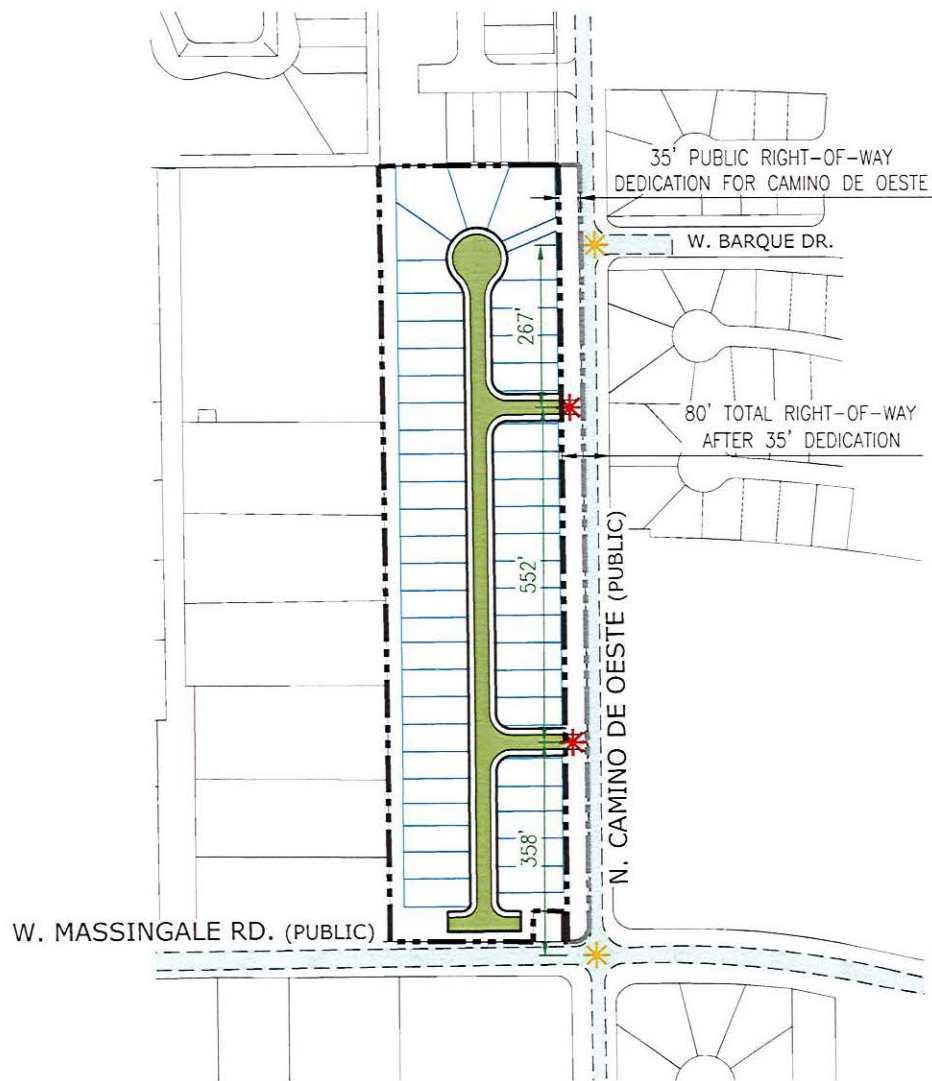 35' PUBLIC RIGHT-OF-WAY
DEDICATION FOR CAMINO DE OESTE
W. BARQUE DR.
267'
80' TOTAL RIGHT-OF-WAY
AFTER 35' DEDICATION
552'
N. CAMINO DE OESTE (PUBLIC)
358'
W. MASSINGALE RD. (PUBLIC)